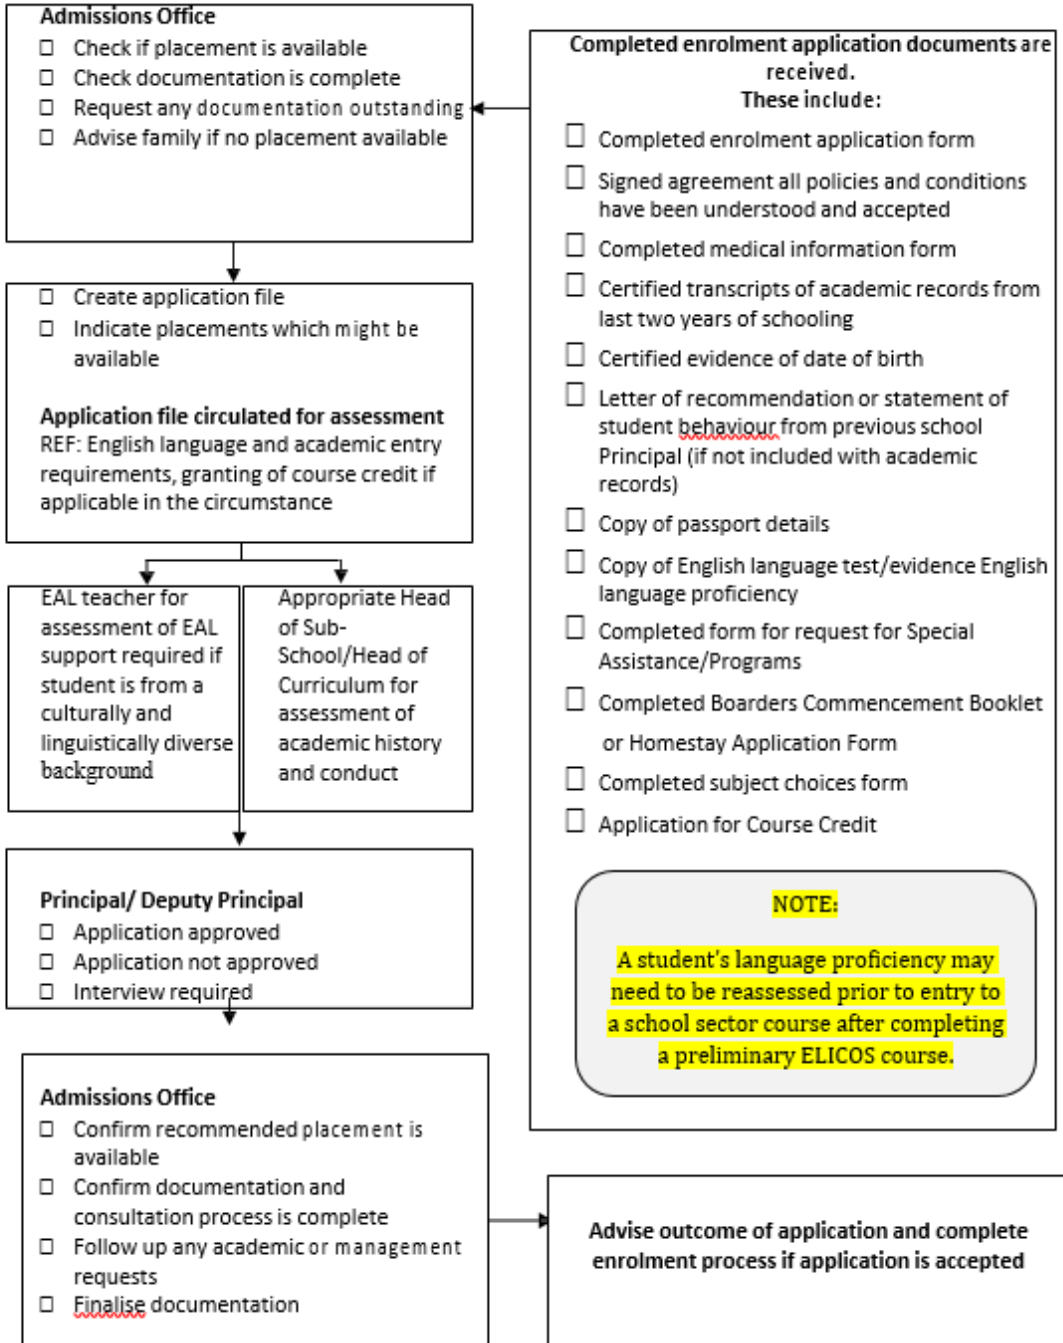 Admissions Office
☐ Check if placement is available
☐ Check documentation is complete
☐ Request any documentation outstanding
☐ Advise family if no placement available
Completed enrolment application documents are
received.
These include:
☐ Completed enrolment application form
☐ Signed agreement all policies and conditions
have been understood and accepted
☐ Completed medical information form
☐ Certified transcripts of academic records from
last two years of schooling
☐ Certified evidence of date of birth
☐ Letter of recommendation or statement of
student behaviour from previous school
Principal (if not included with academic
records)
☐ Copy of passport details
☐ Copy of English language test/evidence English
language proficiency
☐ Completed form for request for Special
Assistance/Programs
☐ Completed Boarders Commencement Booklet
or Homestay Application Form
☐ Completed subject choices form
☐ Application for Course Credit
NOTE:
A student's language proficiency may
need to be reassessed prior to entry to
a school sector course after completing
a preliminary ELICOS course.
☐ Create application file
☐ Indicate placements which might be
available
Application file circulated for assessment
REF: English language and academic entry
requirements, granting of course credit if
applicable in the circumstance
EAL teacher for
assessment of EAL
support required if
student is from a
culturally and
linguistically diverse
background
Appropriate Head
of Sub-
School/Head of
Curriculum for
assessment of
academic history
and conduct
Principal/ Deputy Principal
☐ Application approved
☐ Application not approved
☐ Interview required
Admissions Office
☐ Confirm recommended placement is
available
☐ Confirm documentation and
consultation process is complete
☐ Follow up any academic or management
requests
☐ Finalise documentation
Advise outcome of application and complete
enrolment process if application is accepted